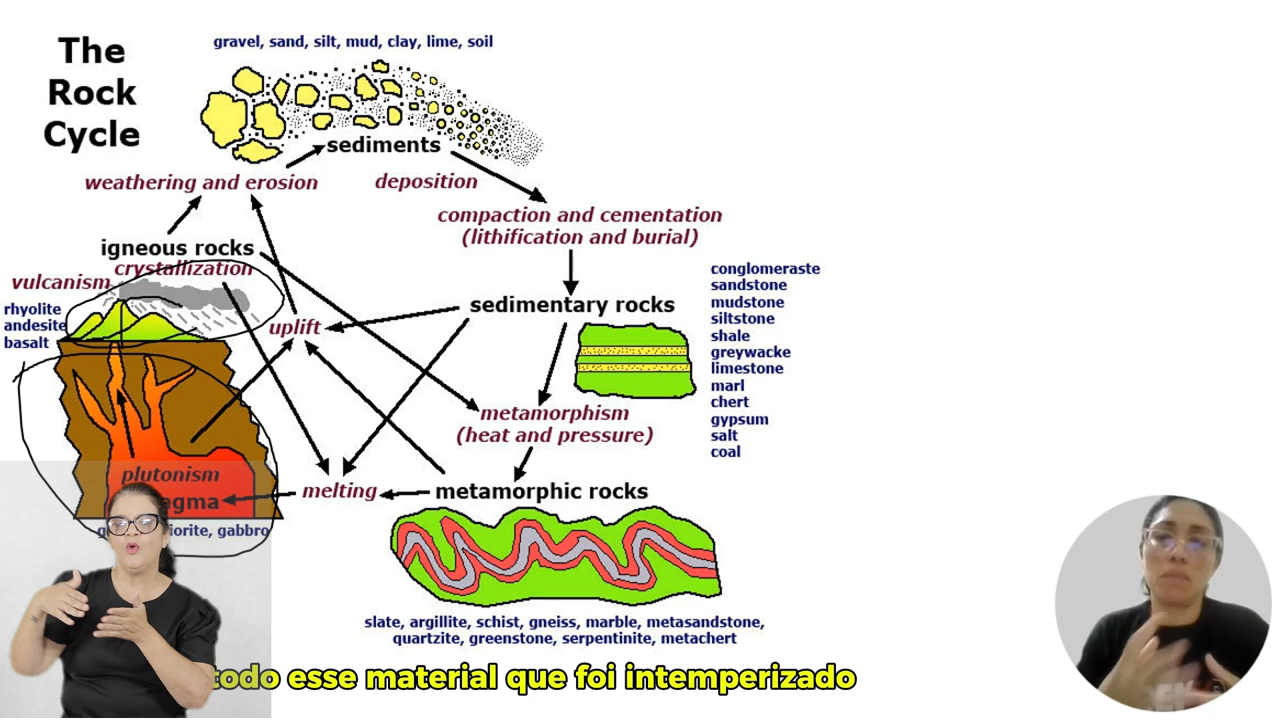 The
Rock
Cycle
gravel, sand, silt, mud, clay, lime, soil
sediments
weathering and erosion
deposition
compaction and cementation
(lithification and burial)
igneous rocks
crystallization
vulcanism
rhyolite
andesite
basalt
uplift
sedimentary rocks
conglomeraste
sandstone
mudstone
siltstone
shale
greywacke
limestone
marl
chert
gypsum
salt
coal
metamorphism
(heat and pressure)
plutonism
melting
metamorphic rocks
gabbro
slate, argillite, schist, gneiss, marble, metasandstone,
quartzite, greenstone, serpentinite, metachert
todo esse material que foi intemperizado